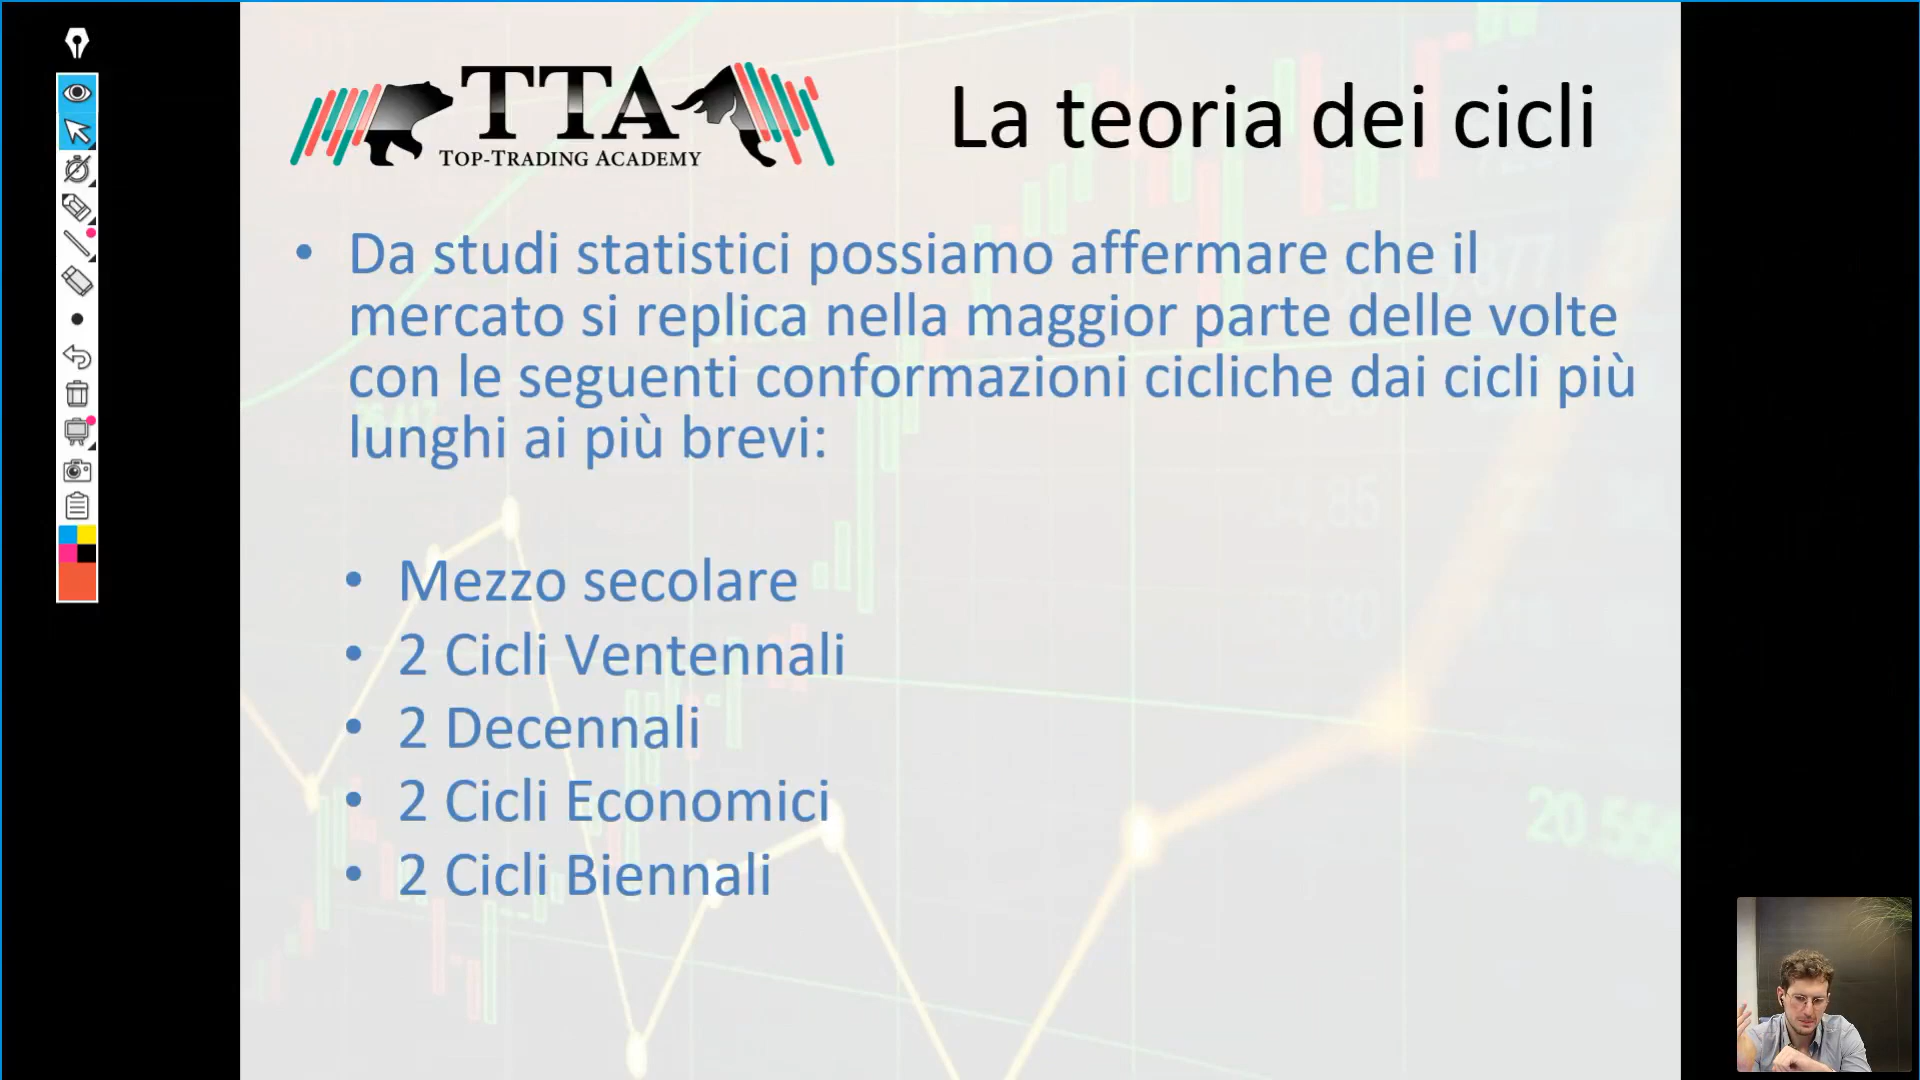 TTA
TOP-TRADING ACADEMY
La teoria dei cicli
• Da studi statistici possiamo affermare che il
mercato si replica nella maggior parte delle volte
con le seguenti conformazioni cicliche dai cicli più
lunghi ai più brevi:
• Mezzo secolare
• 2 Cicli Ventennali
• 2 Decennali
• 2 Cicli Economici
• 2 Cicli Biennali